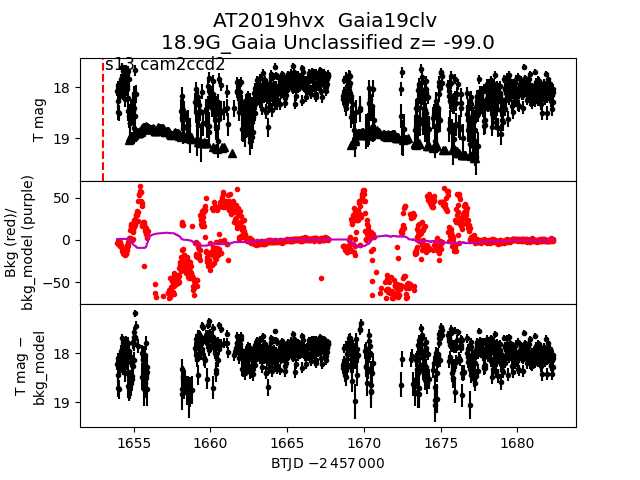 AT2019hvx  Gaia19clv
18.9G_Gaia Unclassified z= -99.0
s13 cam2ccd2
18
19
T mag
50
0
−50
Bkg (red)/
bkg_model (purple)
18
19
T mag −
bkg_model
1655 1660 1665 1670 1675 1680
BTJD −2 457 000